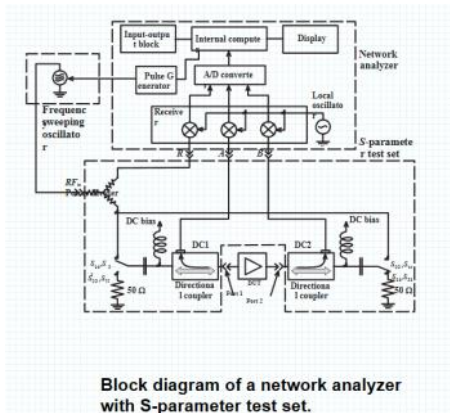 Input-outpu
t block
Internal compute
r
Display
Network
analyzer
Pulse G
enerator
A/D converte
r
Frequenc
y
sweeping
oscillato
r
Receive
r
Local
oscillato
r
S-paramete
r test set
R
A
B
RF
DC bias
DC bias
DC1
DC2
50 Ω
Directiona
l coupler
DUT
Port 1
Port 2
Directiona
l coupler
50 Ω
Block diagram of a network analyzer
with S-parameter test set.